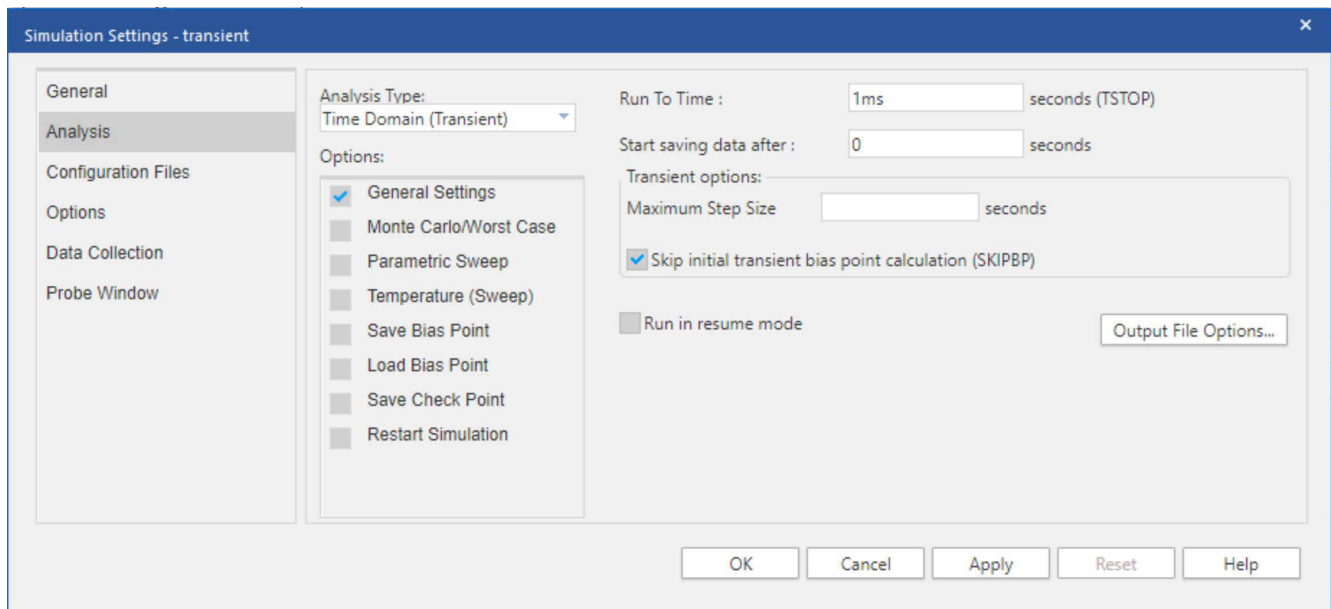 Simulation Settings - transient
×
General
Analysis
Configuration Files
Options
Data Collection
Probe Window
Analysis Type:
Time Domain (Transient)
Options:
General Settings
Monte Carlo/Worst Case
Parametric Sweep
Temperature (Sweep)
Save Bias Point
Load Bias Point
Save Check Point
Restart Simulation
Run To Time : 1ms seconds (TSTOP)
Start saving data after : 0 seconds
Transient options:
Maximum Step Size seconds
Skip initial transient bias point calculation (SKIPBP)
Run in resume mode
Output File Options...
OK Cancel Apply Reset Help